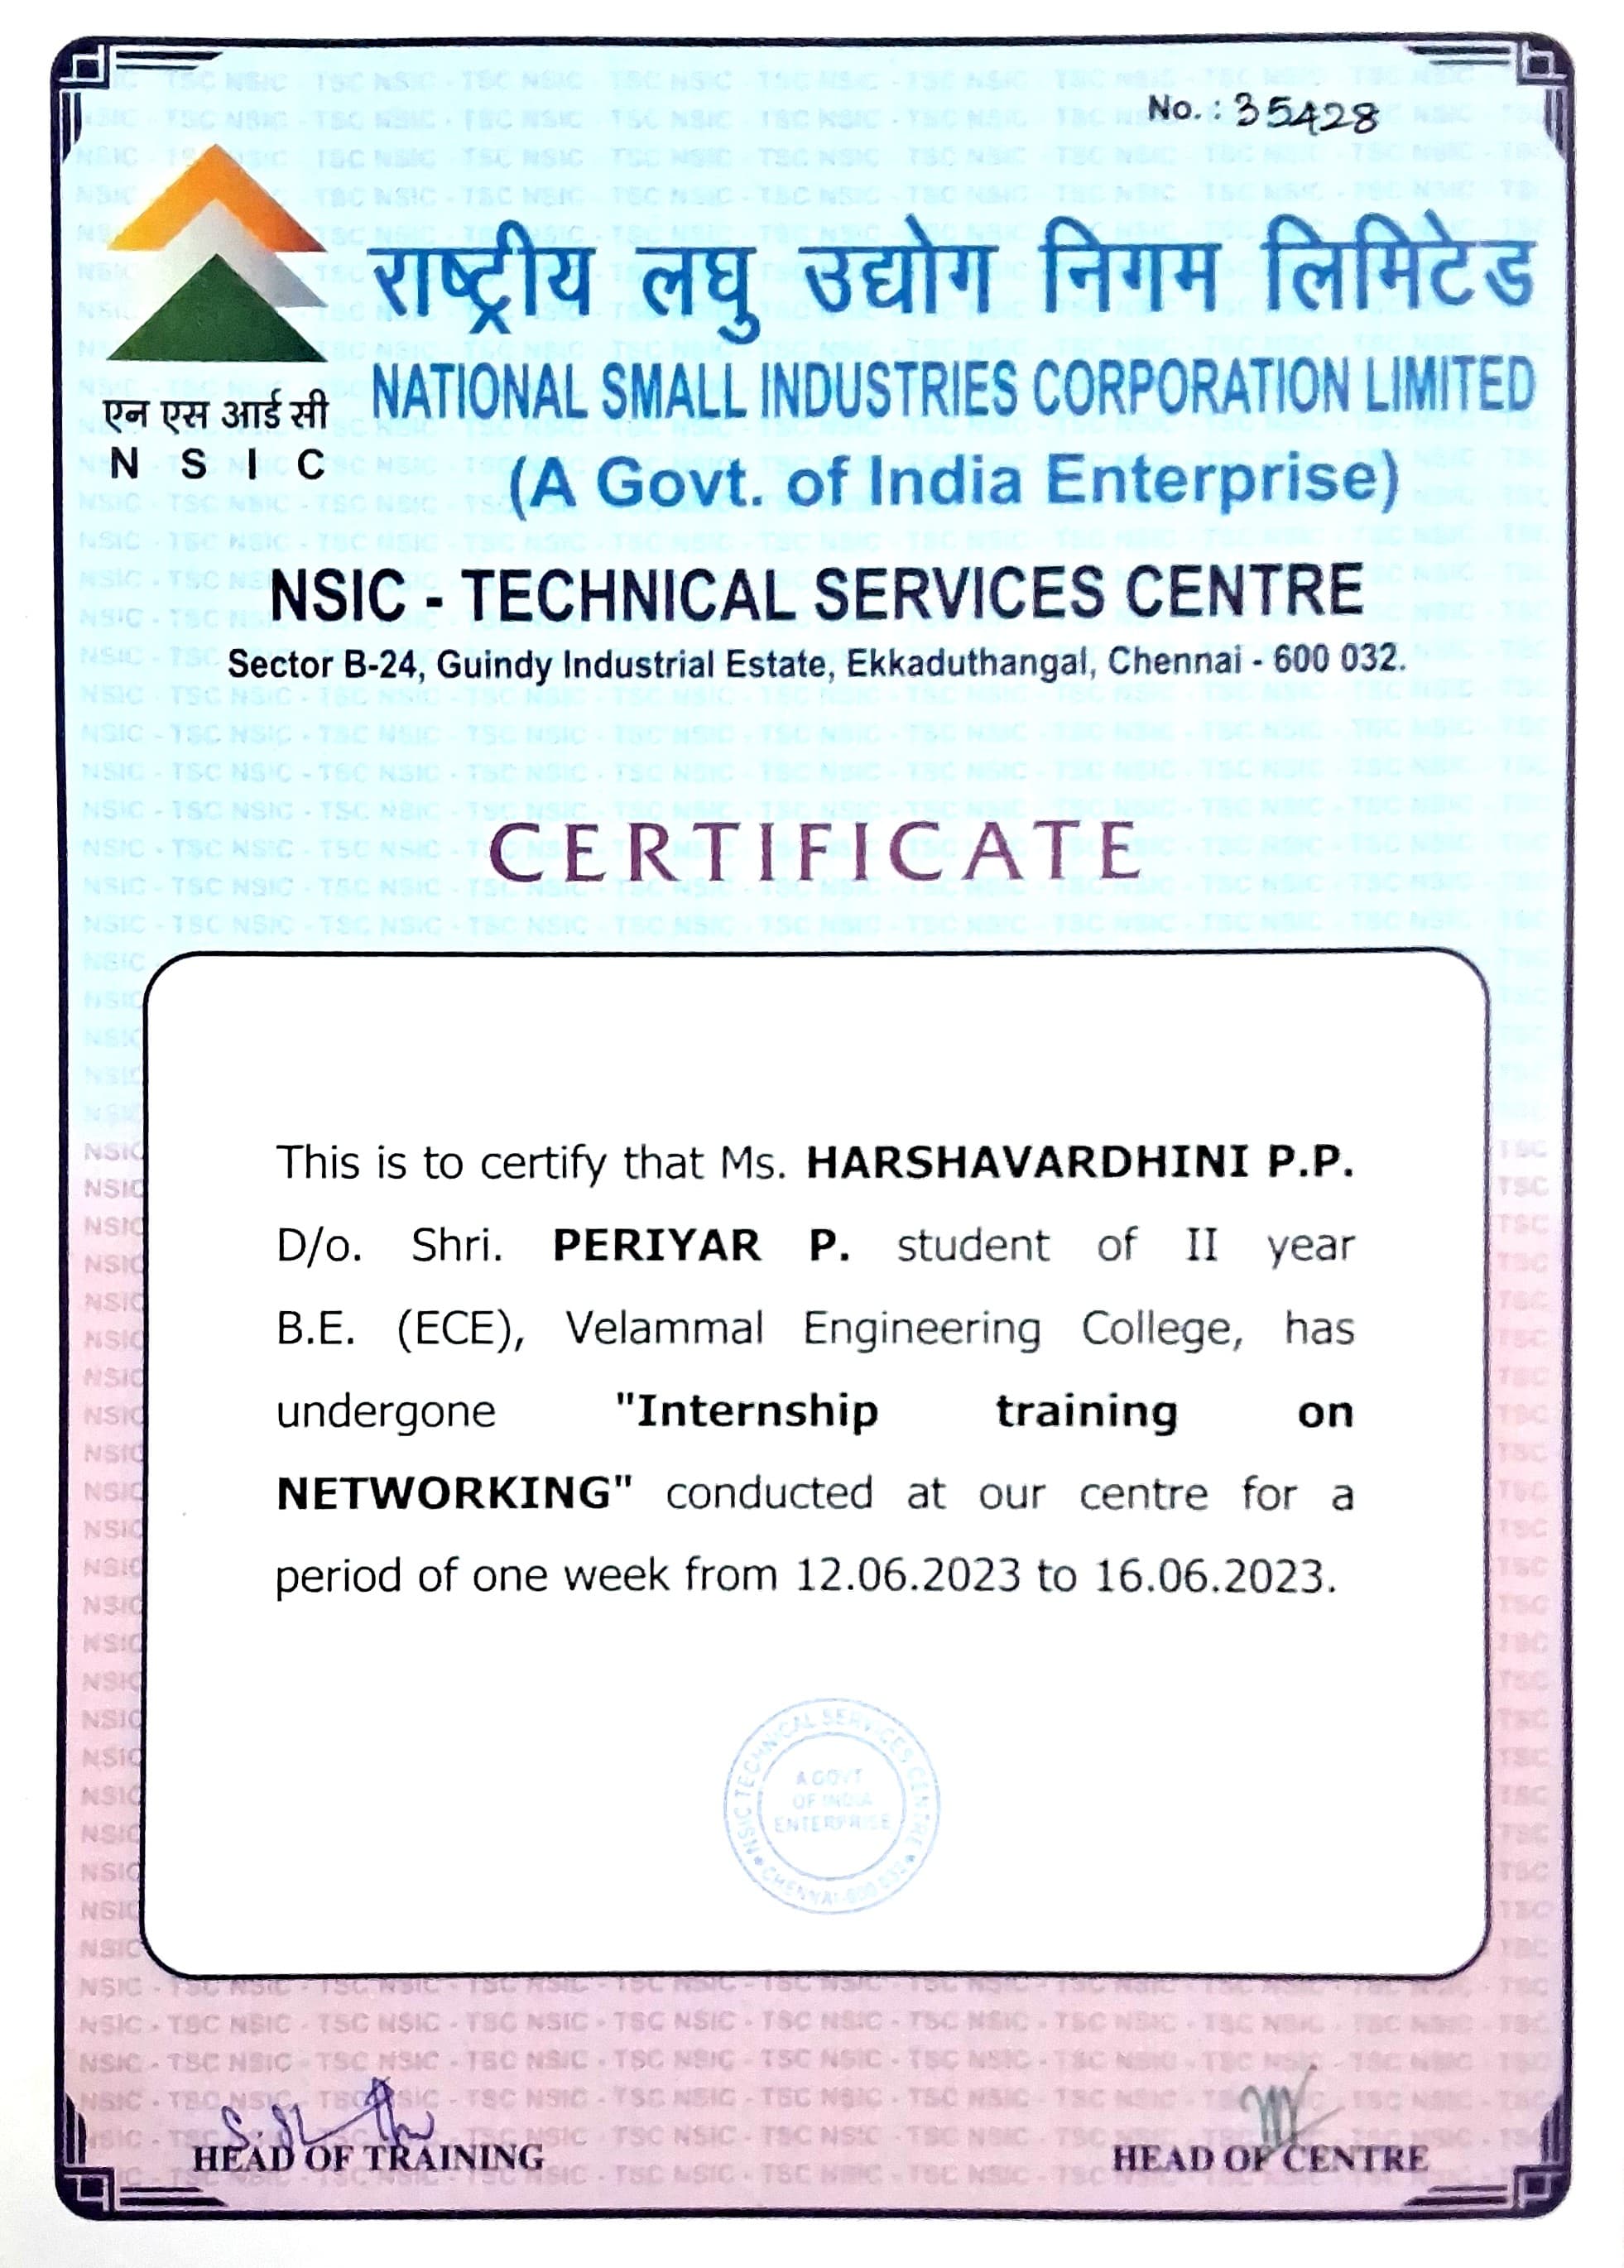 No. : 35428
राष्ट्रीय लघु उद्योग निगम लिमिटेड
NATIONAL SMALL INDUSTRIES CORPORATION LIMITED
(A Govt. of India Enterprise)
एन एस आई सी
N S I C
NSIC - TECHNICAL SERVICES CENTRE
Sector B-24, Guindy Industrial Estate, Ekkaduthangal, Chennai - 600 032.
CERTIFICATE
This is to certify that Ms. HARSHAVARDHINI P.P.
D/o. Shri. PERIYAR P. student of II year
B.E. (ECE), Velammal Engineering College, has
undergone "Internship training on
NETWORKING" conducted at our centre for a
period of one week from 12.06.2023 to 16.06.2023.
NSIC TECHNICAL SERVICES CENTRE
A GOVT
OF INDIA
ENTERPRISE
CHENNAI-600 032
HEAD OF TRAINING
HEAD OF CENTRE